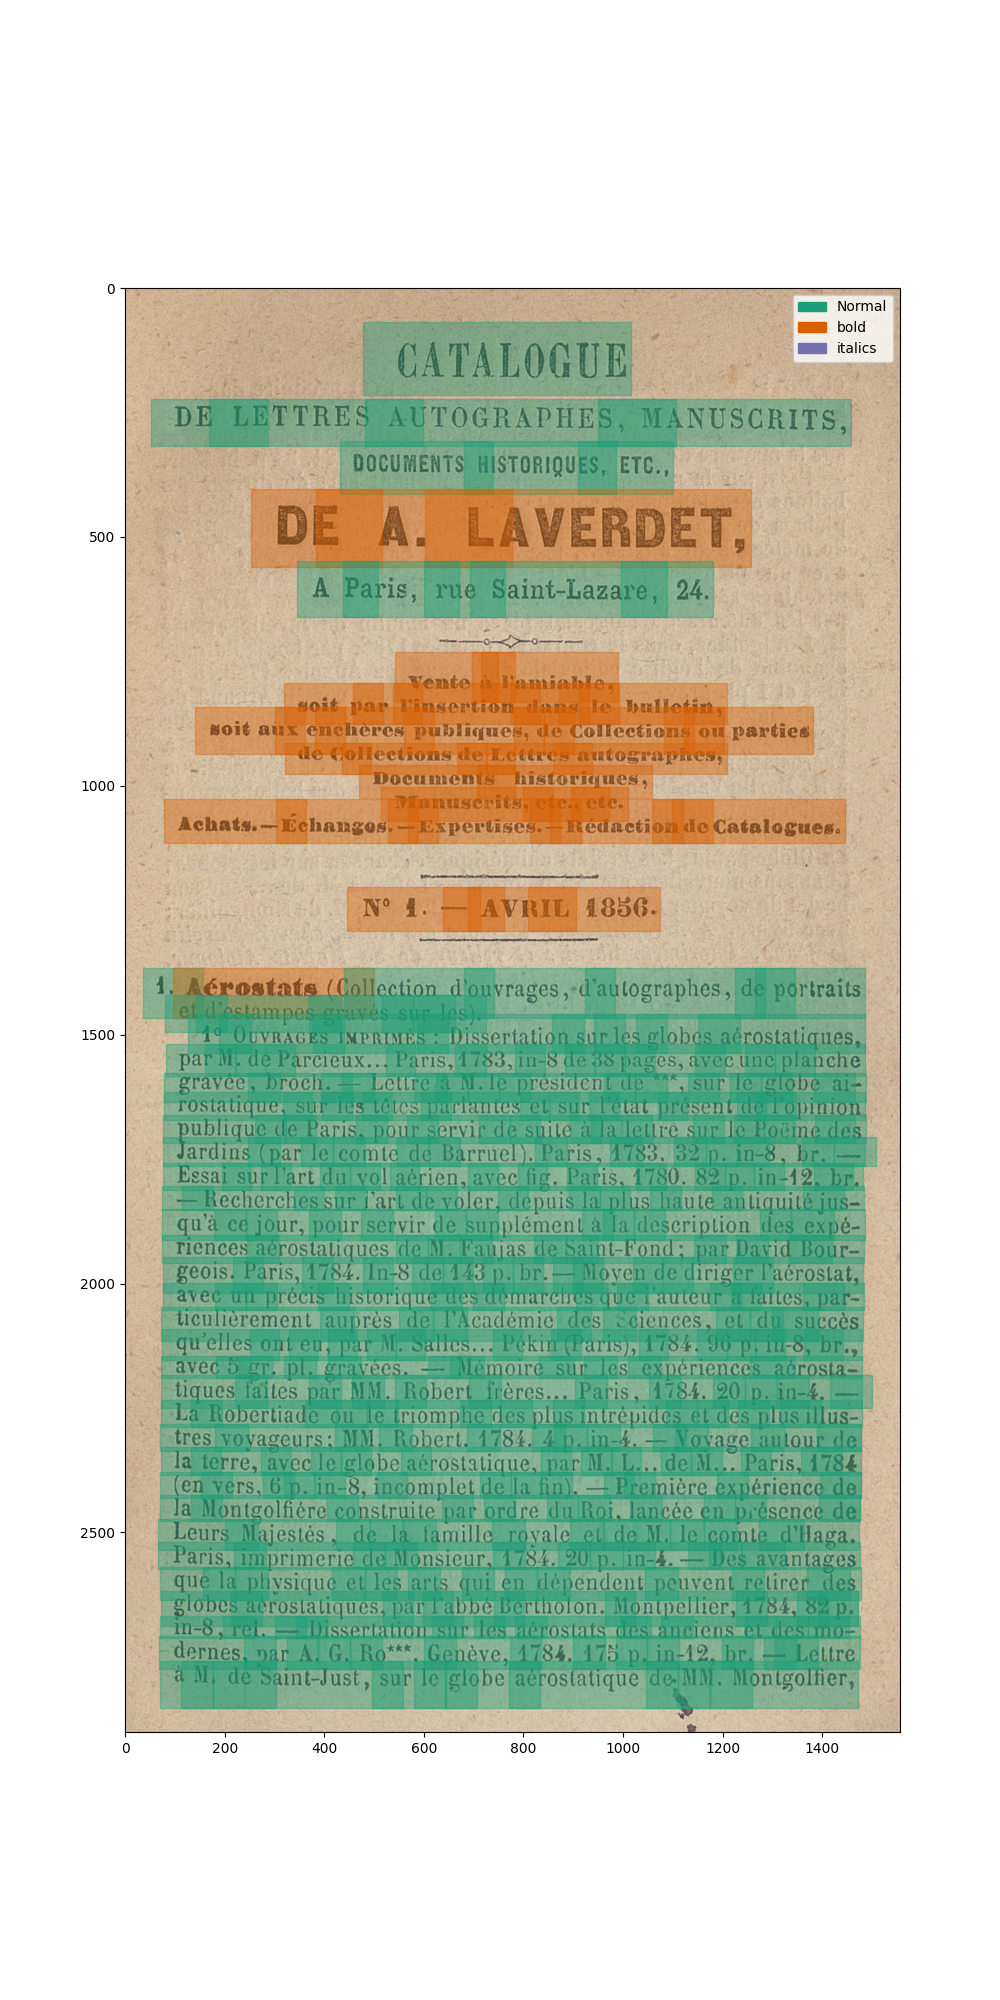 CATALOGUE
DE LETTRES AUTOGRAPHES, MANUSCRITS,
DOCUMENTS HISTORIQUES, ETC.,
DE A. LAVERDET,
A Paris, rue Saint-Lazare, 24.
Vente à l'amiable,
soit par l'insertion dans le bulletin,
soit aux enchères publiques, de Collections ou parties
de Collections de Lettres autographes,
Documents historiques,
Manuscrits, etc., etc.
Achats.—Échanges.—Expertises.—Rédaction de Catalogues.
N° 1. — AVRIL 1856.
1. Aérostats (Collection d'ouvrages, d'autographes, de portraits
et d'estampes gravés sur les).
1° OUVRAGES IMPRIMÉS: Dissertation sur les globes aérostatiques,
par M. de Parcieux... Paris, 1783, in-8 de 38 pages, avec une planche
gravée, broch. — Lettre à M. le président de ***, sur le globe aë-
rostatique, sur les têtes parlantes et sur l'état présent de l'opinion
publique de Paris, pour servir de suite à la lettre sur le Poëme des
Jardins (par le comte de Barruel). Paris, 1783. 32 p. in-8, br. —
Essai sur l'art du vol aérien, avec fig. Paris, 1780. 82 p. in-12, br.
— Recherches sur l'art de voler, depuis la plus haute antiquité jus-
qu'à ce jour, pour servir de supplément à la description des expé-
riences aérostatiques de M. Faujas de Saint-Fond; par David Bour-
geois. Paris, 1784. In-8 de 143 p. br. — Moyen de diriger l'aérostat,
avec un précis historique des démarches que l'auteur a faites, par-
ticulièrement auprès de l'Académie des Sciences, et du succès
qu'elles ont eu, par M. Salles... Pékin (Paris), 1784. 96 p. in-8, br.,
avec 5 gr. pl. gravées. — Mémoire sur les expériences aérosta-
tiques faites par MM. Robert frères... Paris, 1784. 20 p. in-4. —
La Robertiade ou le triomphe des plus intrépides et des plus illus-
tres voyageurs; MM. Robert. 1784. 4 p. in-4. — Voyage autour de
la terre, avec le globe aérostatique, par M. L... de M... Paris, 1784
(en vers, 6 p. in-8, incomplet de la fin). — Première expérience de
la Montgolfière construite par ordre du Roi, lancée en présence de
Leurs Majestés, de la famille royale et de M. le comte d'Haga.
Paris, imprimerie de Monsieur, 1784. 20 p. in-4. — Des avantages
que la physique et les arts qui en dépendent peuvent retirer des
globes aérostatiques, par l'abbé Bertholon. Montpellier, 1784, 82 p.
in-8, rel. — Dissertation sur les aérostats des anciens et des mo-
dernes, par A. G. Ro***. Genève, 1784. 175 p. in-12, br. — Lettre
à M. de Saint-Just, sur le globe aérostatique de MM. Montgolfier,
0
500
1000
1500
2000
2500
0 200 400 600 800 1000 1200 1400
Normal
bold
italics